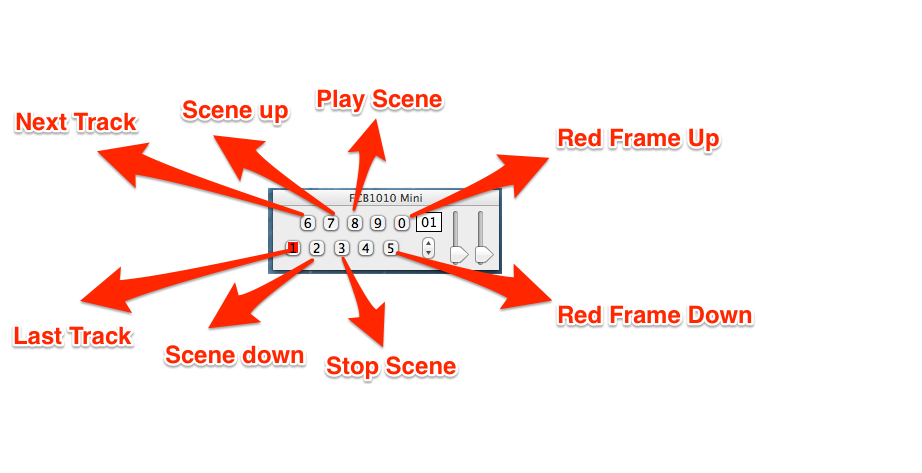 Play Scene
Scene up
Next Track
Red Frame Up
FCB1010 Mini
6 7 8 9 0 01
1 2 3 4 5
Last Track
Red Frame Down
Scene down
Stop Scene